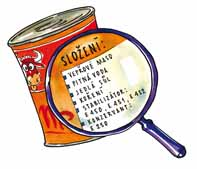 SLOŽENÍ:
• VEPŘOVÉ MASO
• PITNÁ VODA
• JEDLÁ SŮL
• KOŘENÍ
• STABILIZÁTOR:
E 450, E 451, E 452
• KONZERVANT:
E 250